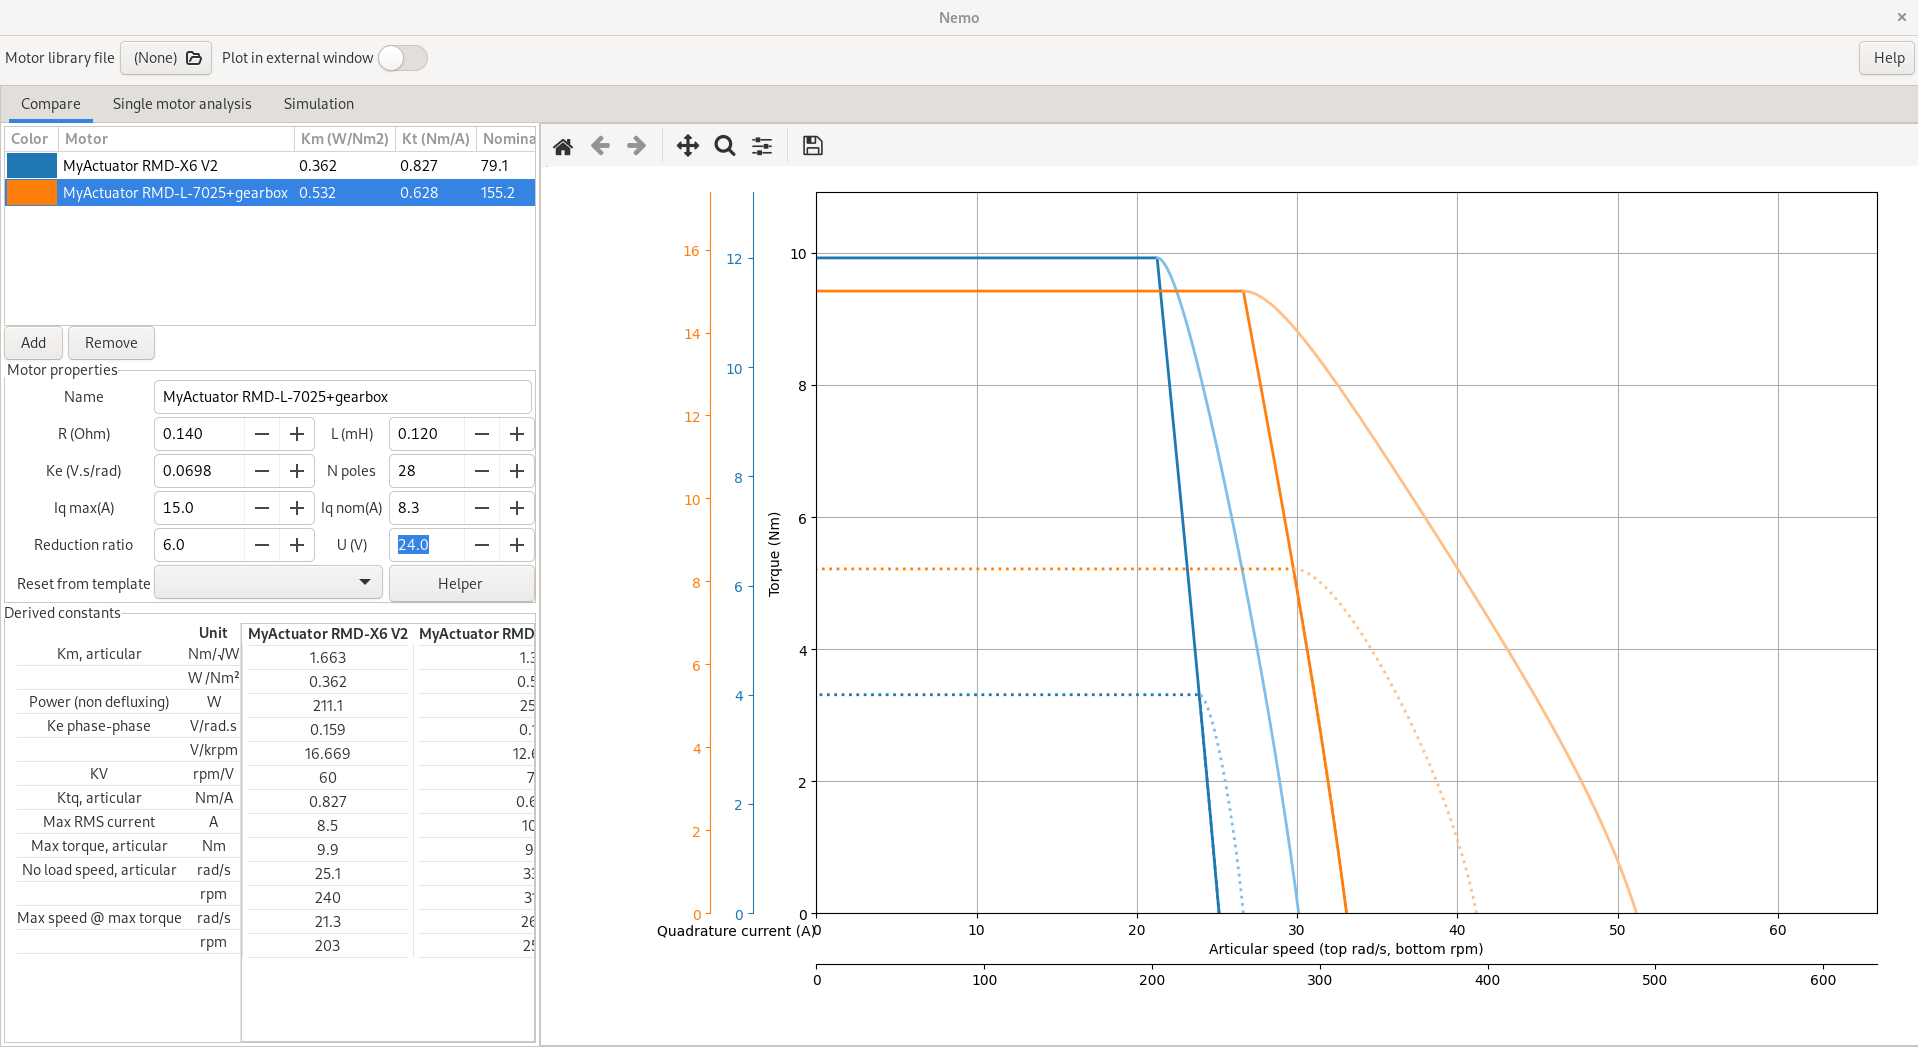 Nemo
Motor library file (None) Plot in external window Help
Compare Single motor analysis Simulation
Color Motor Km (W/Nm2) Kt (Nm/A) Nomina
MyActuator RMD-X6 V2 0.362 0.827 79.1
MyActuator RMD-L-7025+gearbox 0.532 0.628 155.2
Add Remove
Motor properties
Name MyActuator RMD-L-7025+gearbox
R (Ohm) 0.140 L (mH) 0.120
Ke (V.s/rad) 0.0698 N poles 28
Iq max(A) 15.0 Iq nom(A) 8.3
Reduction ratio 6.0 U (V) 24.0
Reset from template Helper
Derived constants
Unit MyActuator RMD-X6 V2 MyActuator RMD
Km, articular Nm/√W 1.663 1.3
W/Nm² 0.362 0.5
Power (non defluxing) W 211.1 25
Ke phase-phase V/rad.s 0.159 0.1
V/krpm 16.669 12.6
KV rpm/V 60 7
Ktq, articular Nm/A 0.827 0.6
Max RMS current A 8.5 10
Max torque, articular Nm 9.9 9
No load speed, articular rad/s 25.1 33
rpm 240 31
Max speed @ max torque rad/s 21.3 26
rpm 203 25
16
14
12
10
8
6
4
2
0
12
10
8
6
4
2
0
Torque (Nm)
10
8
6
4
2
0
Quadrature current (A)
0 10 20 30 40 50 60
Articular speed (top rad/s, bottom rpm)
0 100 200 300 400 500 600